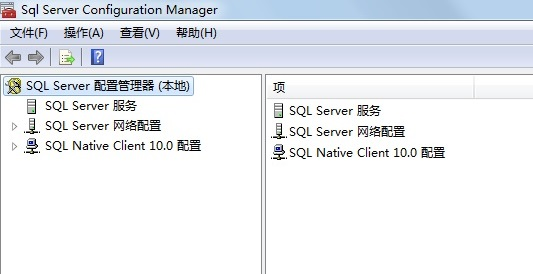 Sql Server Configuration Manager
文件(F) 操作(A) 查看(V) 帮助(H)
SQL Server 配置管理器 (本地)
SQL Server 服务
SQL Server 网络配置
SQL Native Client 10.0 配置
项
SQL Server 服务
SQL Server 网络配置
SQL Native Client 10.0 配置